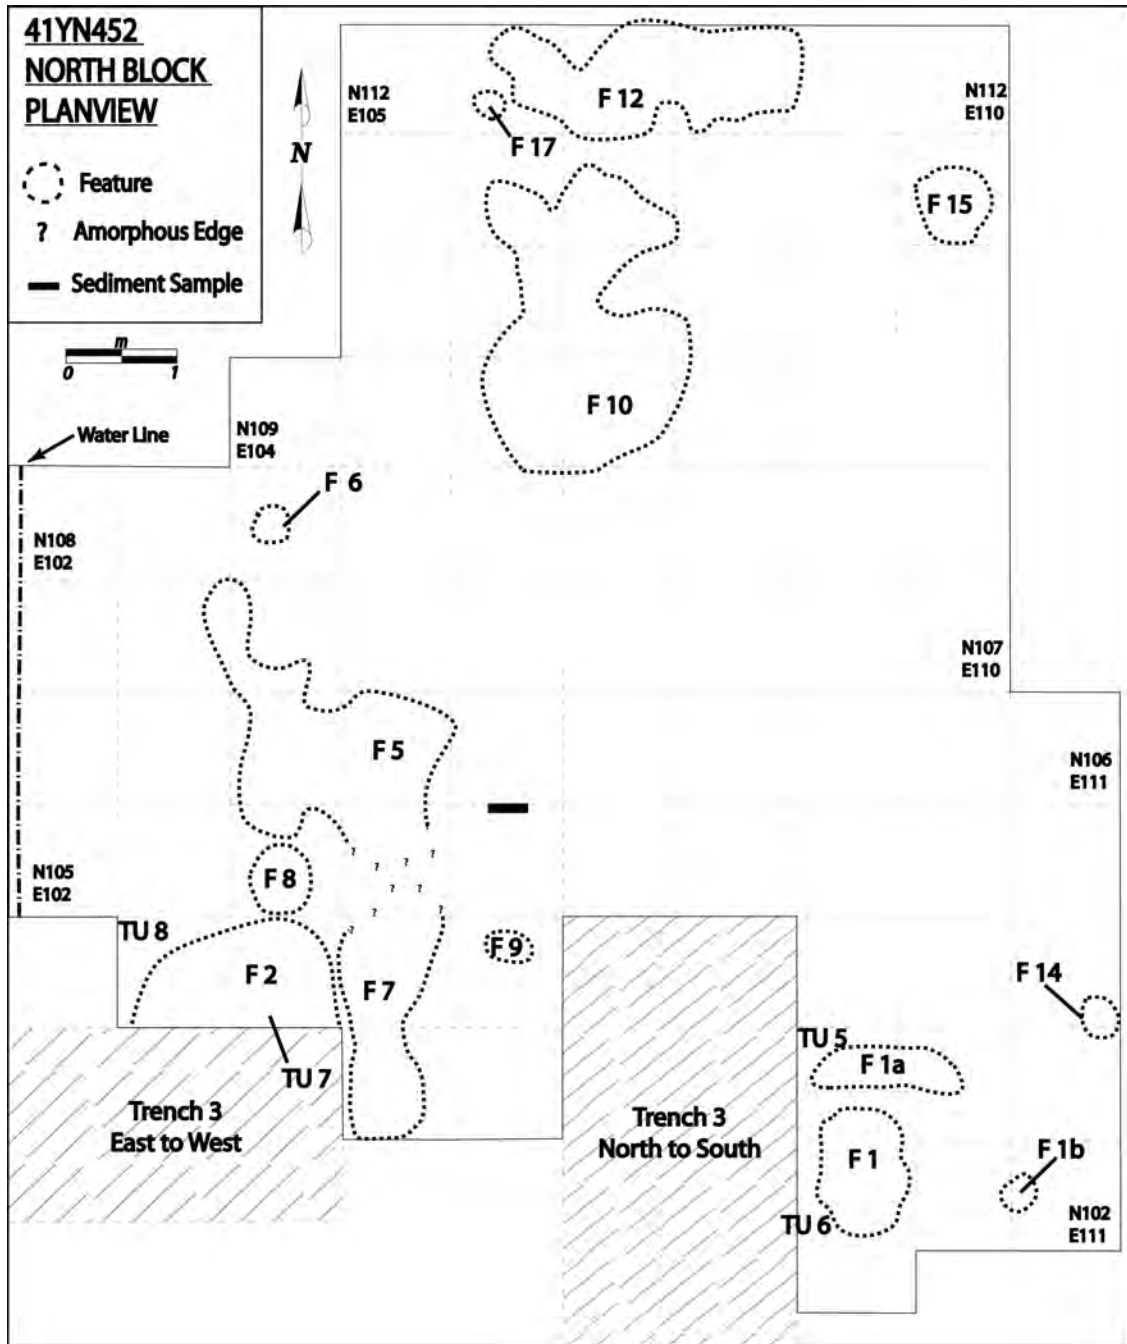 41YN452
NORTH BLOCK
PLANVIEW
Feature
? Amorphous Edge
Sediment Sample
m
0 1
N
N112
E105
F 12
F 17
N112
E110
F 15
F 10
Water Line
N109
E104
F 6
N108
E102
N107
E110
F 5
N106
E111
? ? ?
? ?
? ?
?
F 8
N105
E102
TU 8
F 2
F 7
F 9
F 14
TU 5
F 1a
TU 7
Trench 3
East to West
Trench 3
North to South
F 1
F 1b
TU 6
N102
E111